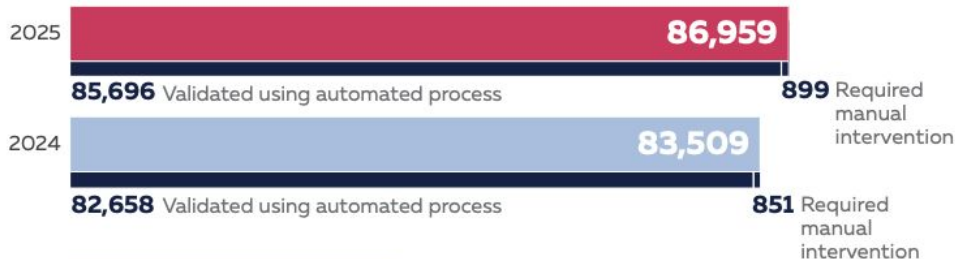 2025
86,959
85,696 Validated using automated process
899 Required
manual
intervention
2024
83,509
82,658 Validated using automated process
851 Required
manual
intervention